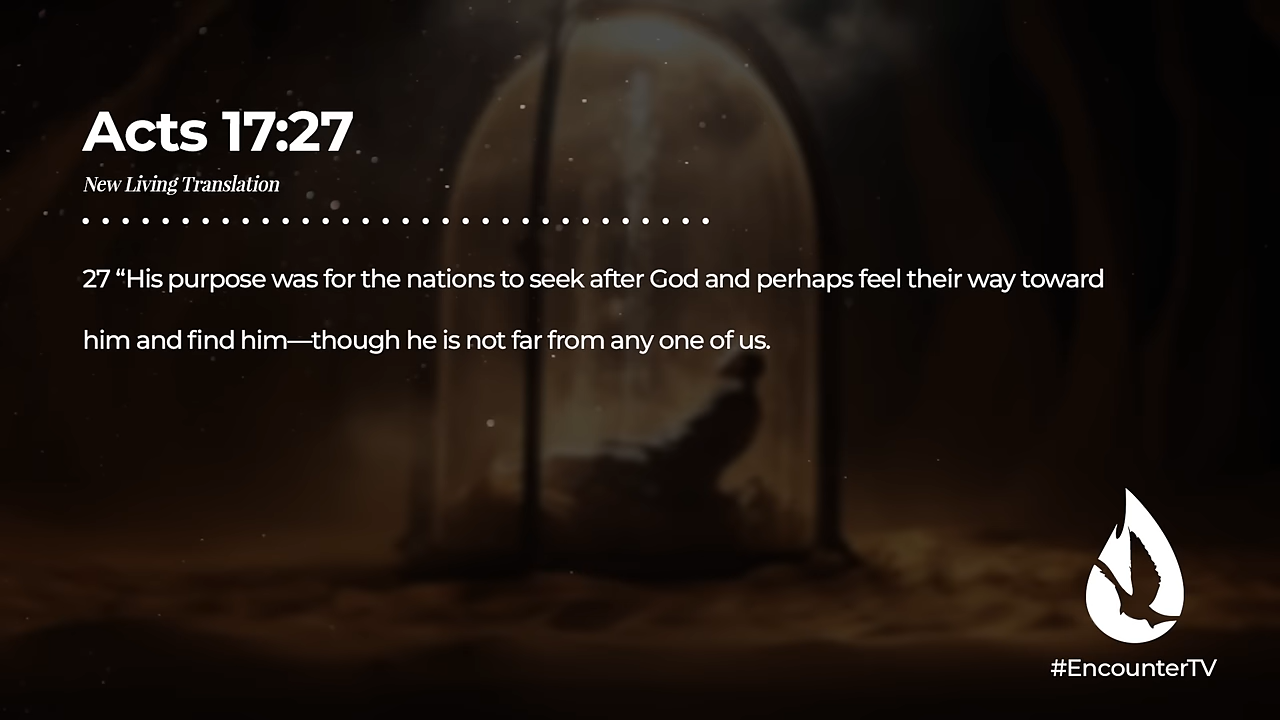 Acts 17:27
New Living Translation
27 “His purpose was for the nations to seek after God and perhaps feel their way toward
him and find him—though he is not far from any one of us.
#EncounterTV